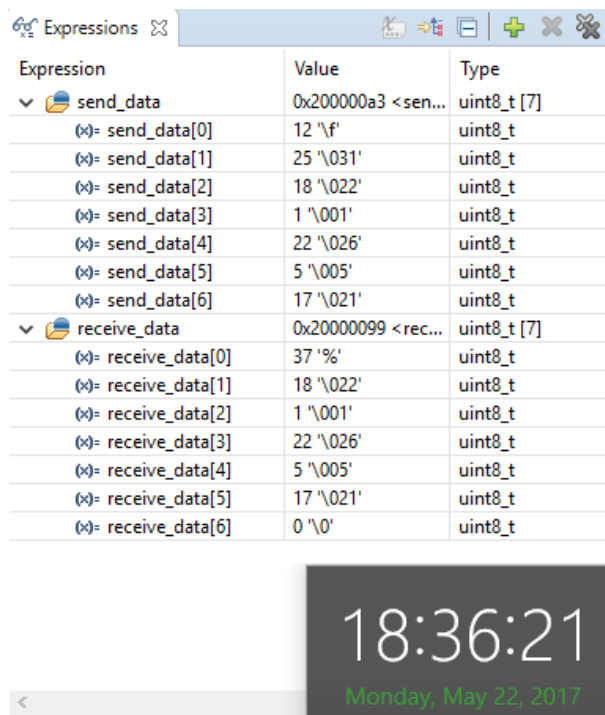 Expressions
Expression Value Type
send_data 0x200000a3 <sen... uint8_t [7]
(x)= send_data[0] 12 '\f' uint8_t
(x)= send_data[1] 25 '\031' uint8_t
(x)= send_data[2] 18 '\022' uint8_t
(x)= send_data[3] 1 '\001' uint8_t
(x)= send_data[4] 22 '\026' uint8_t
(x)= send_data[5] 5 '\005' uint8_t
(x)= send_data[6] 17 '\021' uint8_t
receive_data 0x20000099 <rec... uint8_t [7]
(x)= receive_data[0] 37 '%' uint8_t
(x)= receive_data[1] 18 '\022' uint8_t
(x)= receive_data[2] 1 '\001' uint8_t
(x)= receive_data[3] 22 '\026' uint8_t
(x)= receive_data[4] 5 '\005' uint8_t
(x)= receive_data[5] 17 '\021' uint8_t
(x)= receive_data[6] 0 '\0' uint8_t
18:36:21
Monday, May 22, 2017